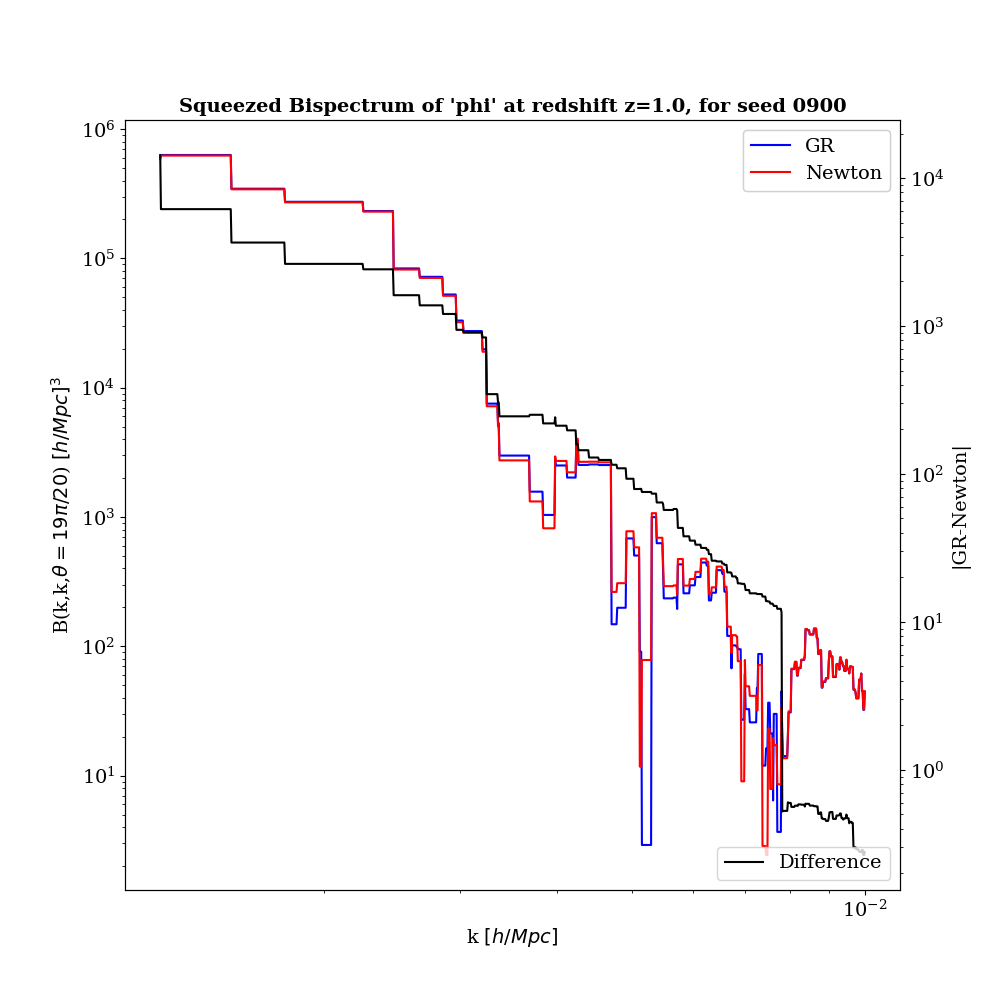 Squeezed Bispectrum of 'phi' at redshift z=1.0, for seed 0900
GR
Newton
10^6
10^5
10^4
10^3
10^2
10^1
B(k,k,θ = 19π/20) [h/Mpc]^3
10^4
10^3
10^2
10^1
10^0
|GR-Newton|
Difference
10^−2
k [h/Mpc]